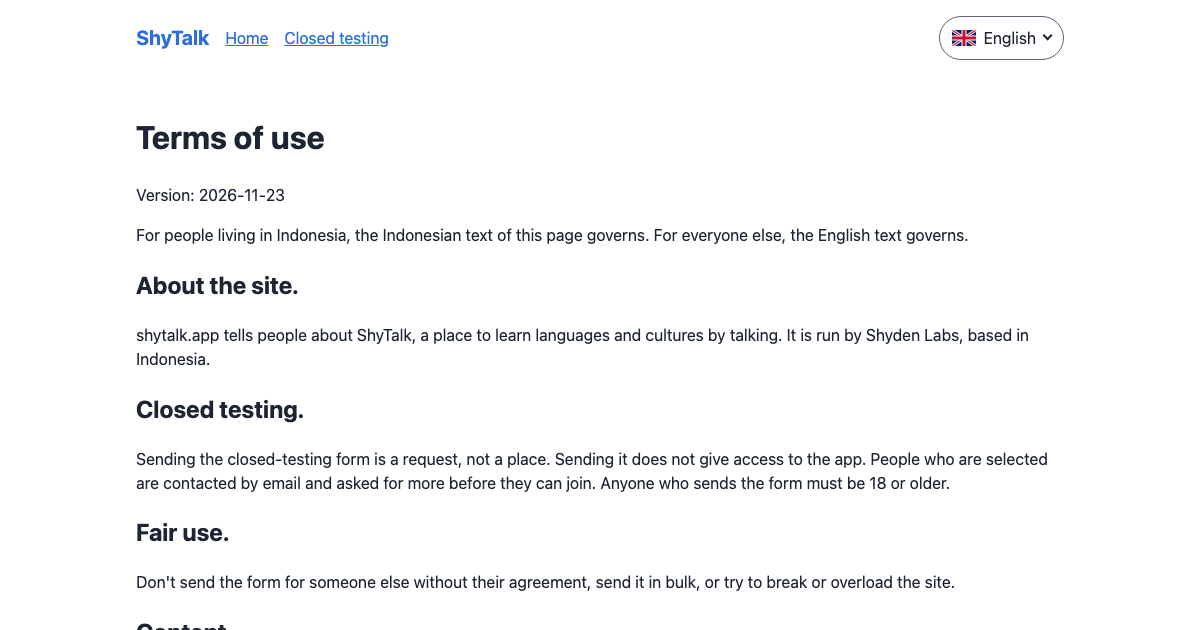 ShyTalk Home Closed testing English
Terms of use
Version: 2026-11-23
For people living in Indonesia, the Indonesian text of this page governs. For everyone else, the English text governs.
About the site.
shytalk.app tells people about ShyTalk, a place to learn languages and cultures by talking. It is run by Shyden Labs, based in
Indonesia.
Closed testing.
Sending the closed-testing form is a request, not a place. Sending it does not give access to the app. People who are selected
are contacted by email and asked for more before they can join. Anyone who sends the form must be 18 or older.
Fair use.
Don't send the form for someone else without their agreement, send it in bulk, or try to break or overload the site.
Content